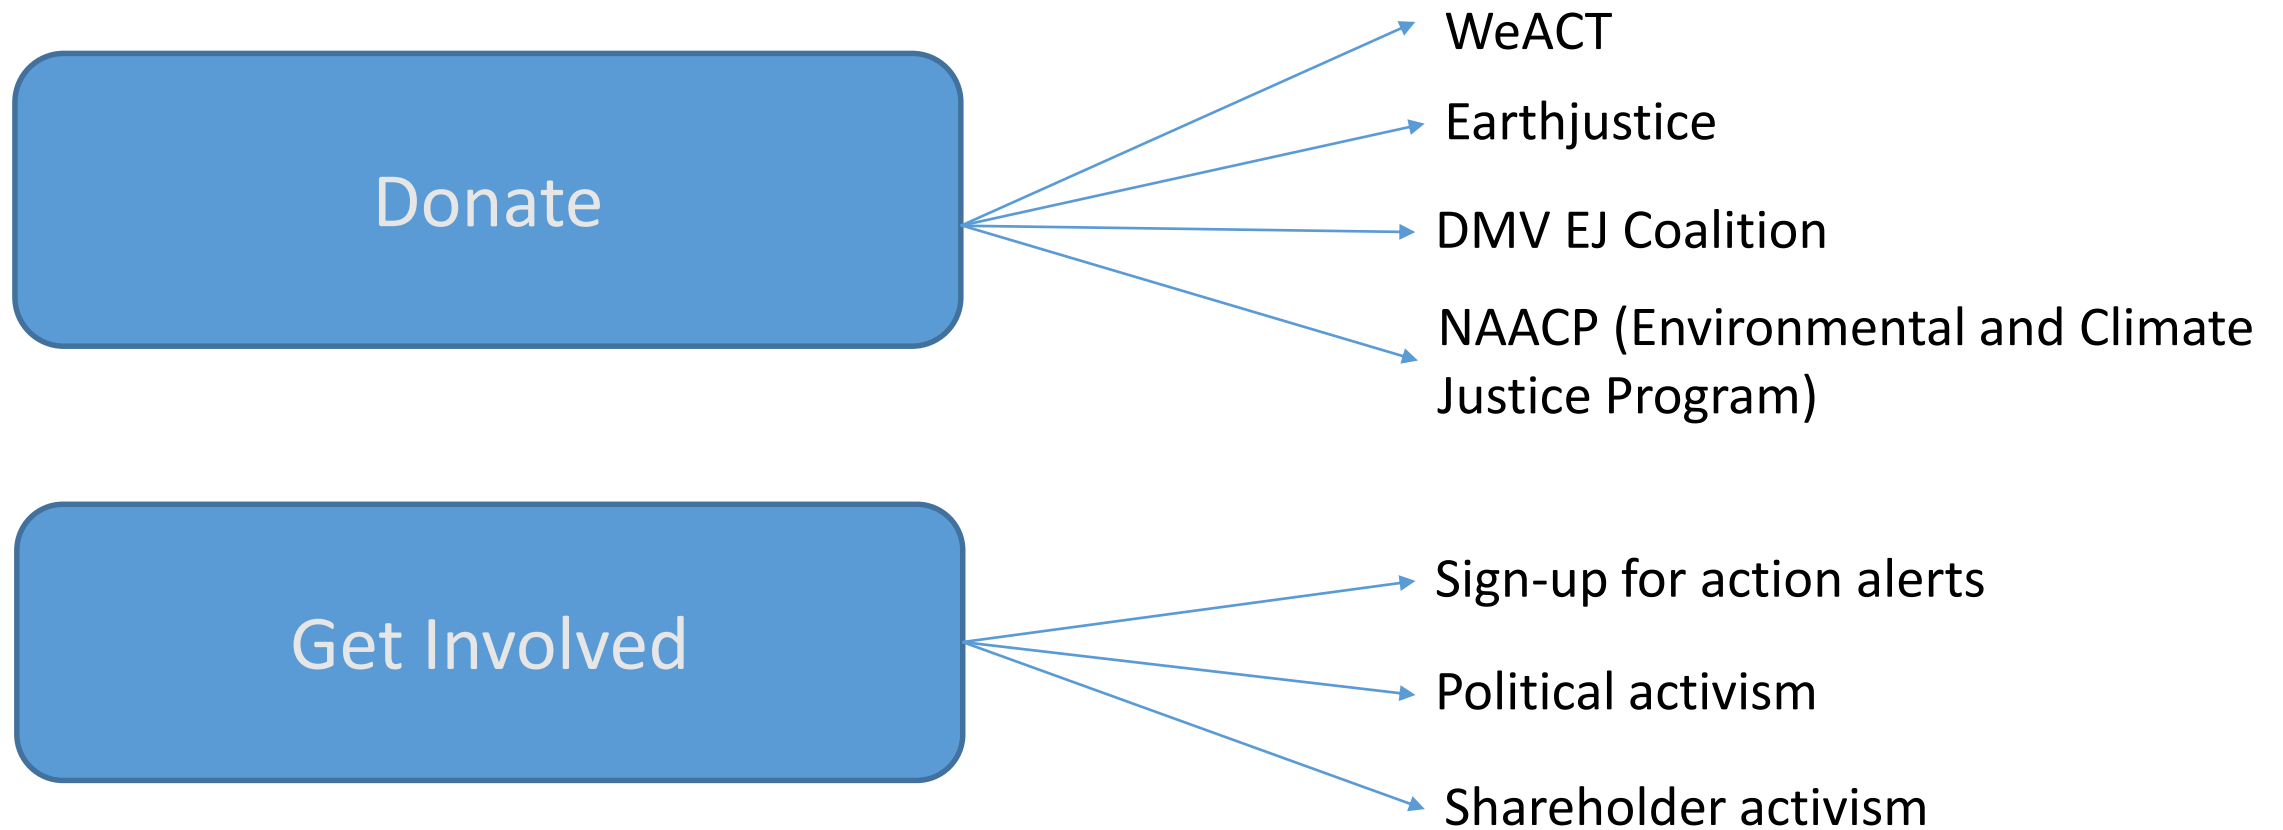 Donate
WeACT
Earthjustice
DMV EJ Coalition
NAACP (Environmental and Climate
Justice Program)
Get Involved
Sign-up for action alerts
Political activism
Shareholder activism